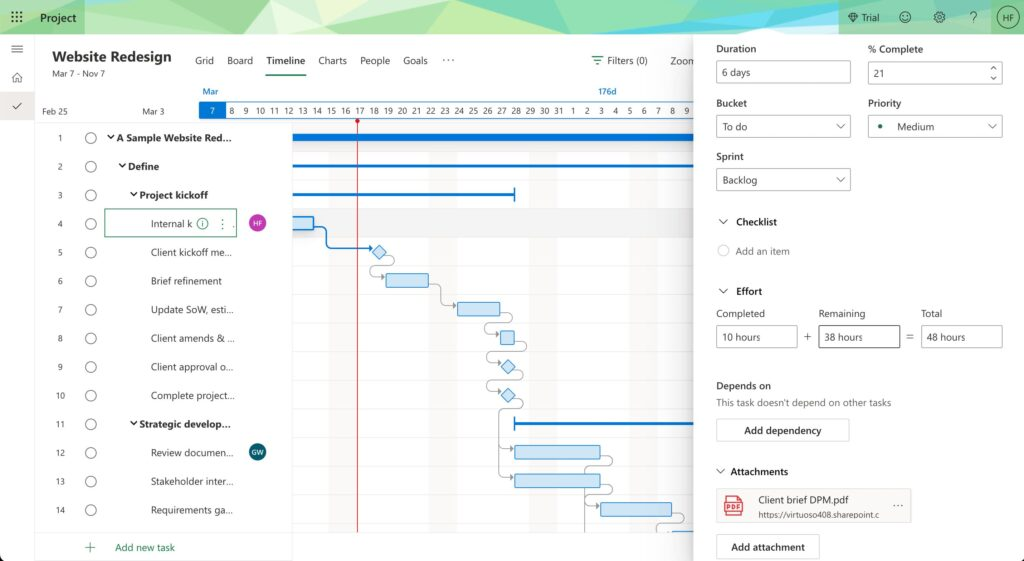 Project
Trial
?
HF
Website Redesign
Mar 7 - Nov 7
Grid Board Timeline Charts People Goals ...
Filters (0)
Zoom
Mar
176d
Feb 25 Mar 3
7 8 9 10 11 12 13 14 15 16 17 18 19 20 21 22 23 24 25 26 27 28 29 30 31 1 2 3 4 5 6 7 8 9
1 A Sample Website Red...
2 Define
3 Project kickoff
4 Internal k HF
5 Client kickoff me...
6 Brief refinement
7 Update SoW, esti...
8 Client amends & ...
9 Client approval o...
10 Complete project...
11 Strategic develop...
12 Review documen... GW
13 Stakeholder inter...
14 Requirements ga...
+ Add new task
Duration
6 days
% Complete
21
Bucket
To do
Priority
Medium
Sprint
Backlog
Checklist
Add an item
Effort
Completed Remaining Total
10 hours + 38 hours = 48 hours
Depends on
This task doesn't depend on other tasks
Add dependency
Attachments
PDF
Client brief DPM.pdf
https://virtuoso408.sharepoint.c
...
Add attachment